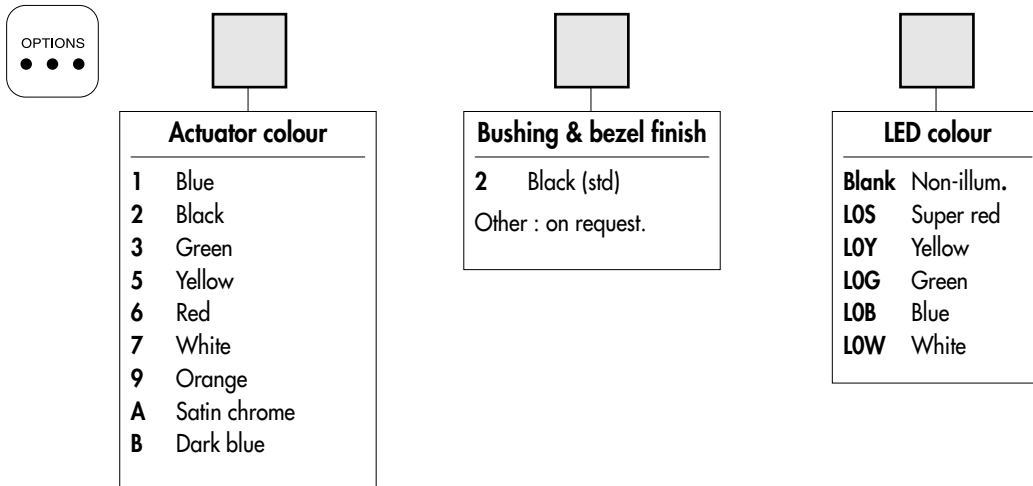 OPTIONS
Actuator colour
1 Blue
2 Black
3 Green
5 Yellow
6 Red
7 White
9 Orange
A Satin chrome
B Dark blue
Bushing & bezel finish
2 Black (std)
Other : on request.
LED colour
Blank Non-illum.
L0S Super red
L0Y Yellow
L0G Green
L0B Blue
L0W White